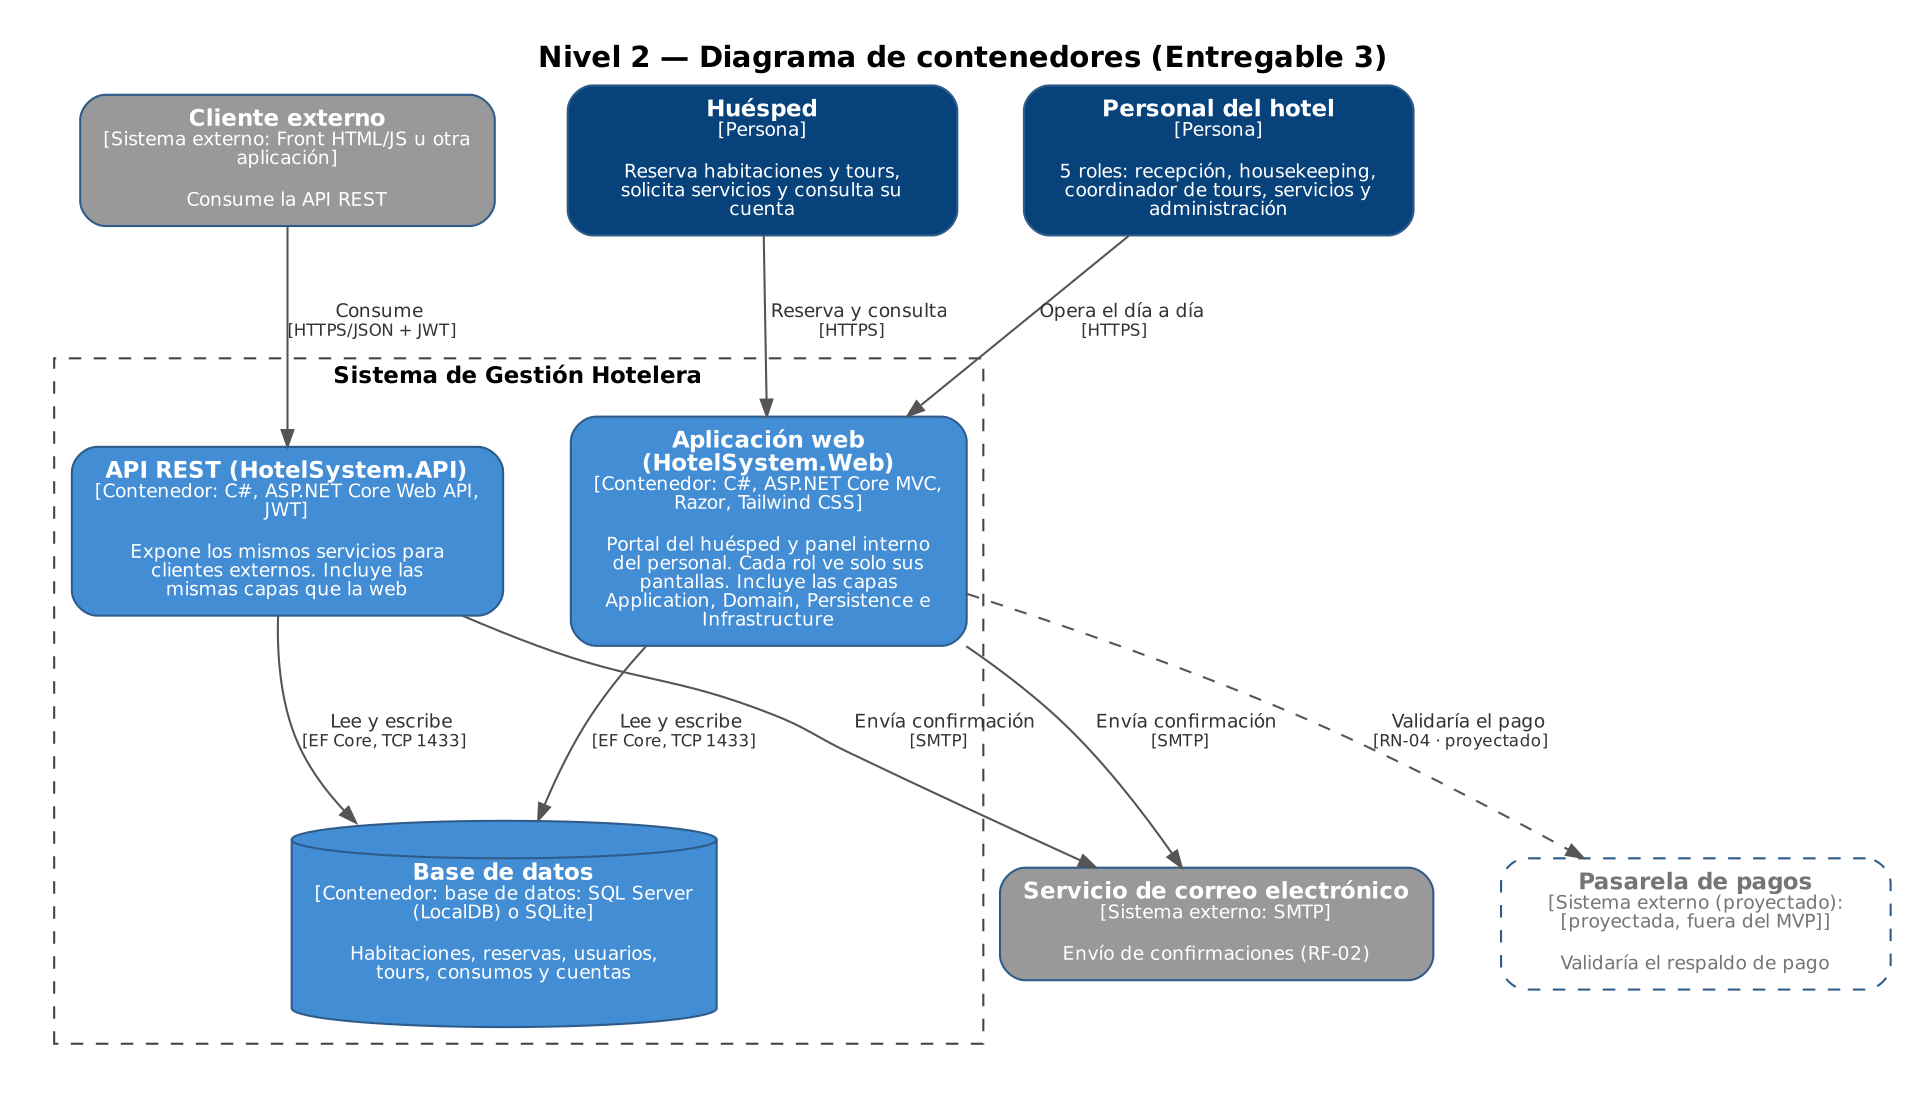 Nivel 2 — Diagrama de contenedores (Entregable 3)
Cliente externo
[Sistema externo: Front HTML/JS u otra
aplicación]
Consume la API REST
Huésped
[Persona]
Reserva habitaciones y tours,
solicita servicios y consulta su
cuenta
Personal del hotel
[Persona]
5 roles: recepción, housekeeping,
coordinador de tours, servicios y
administración
Consume
[HTTPS/JSON + JWT]
Reserva y consulta
[HTTPS]
Opera el día a día
[HTTPS]
Sistema de Gestión Hotelera
API REST (HotelSystem.API)
[Contenedor: C#, ASP.NET Core Web API,
JWT]
Expone los mismos servicios para
clientes externos. Incluye las
mismas capas que la web
Aplicación web
(HotelSystem.Web)
[Contenedor: C#, ASP.NET Core MVC,
Razor, Tailwind CSS]
Portal del huésped y panel interno
del personal. Cada rol ve solo sus
pantallas. Incluye las capas
Application, Domain, Persistence e
Infrastructure
Lee y escribe
[EF Core, TCP 1433]
Lee y escribe
[EF Core, TCP 1433]
Envía confirmación
[SMTP]
Envía confirmación
[SMTP]
Validaría el pago
[RN-04 · proyectado]
Base de datos
[Contenedor: base de datos: SQL Server
(LocalDB) o SQLite]
Habitaciones, reservas, usuarios,
tours, consumos y cuentas
Servicio de correo electrónico
[Sistema externo: SMTP]
Envío de confirmaciones (RF-02)
Pasarela de pagos
[Sistema externo (proyectado):
[proyectada, fuera del MVP]]
Validaría el respaldo de pago